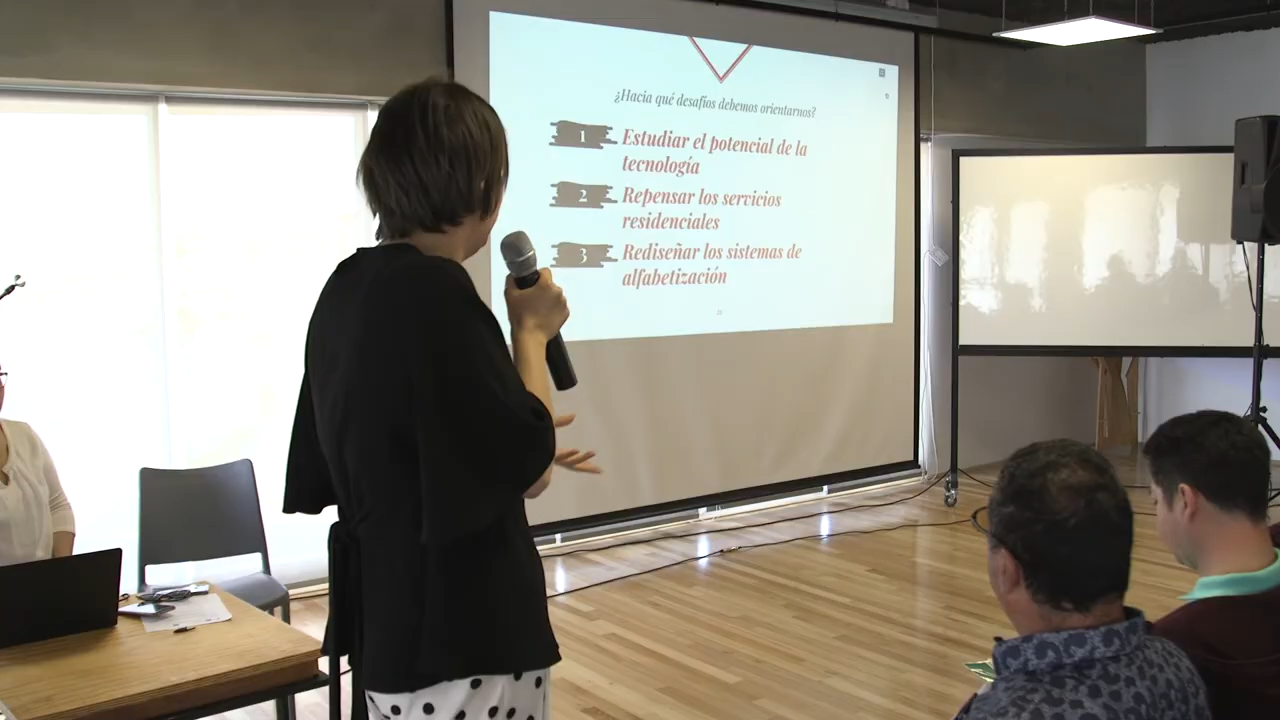 ¿Hacia qué desafíos debemos orientarnos?
1 Estudiar el potencial de la
tecnología
2 Repensar los servicios
residenciales
3 Rediseñar los sistemas de
alfabetización